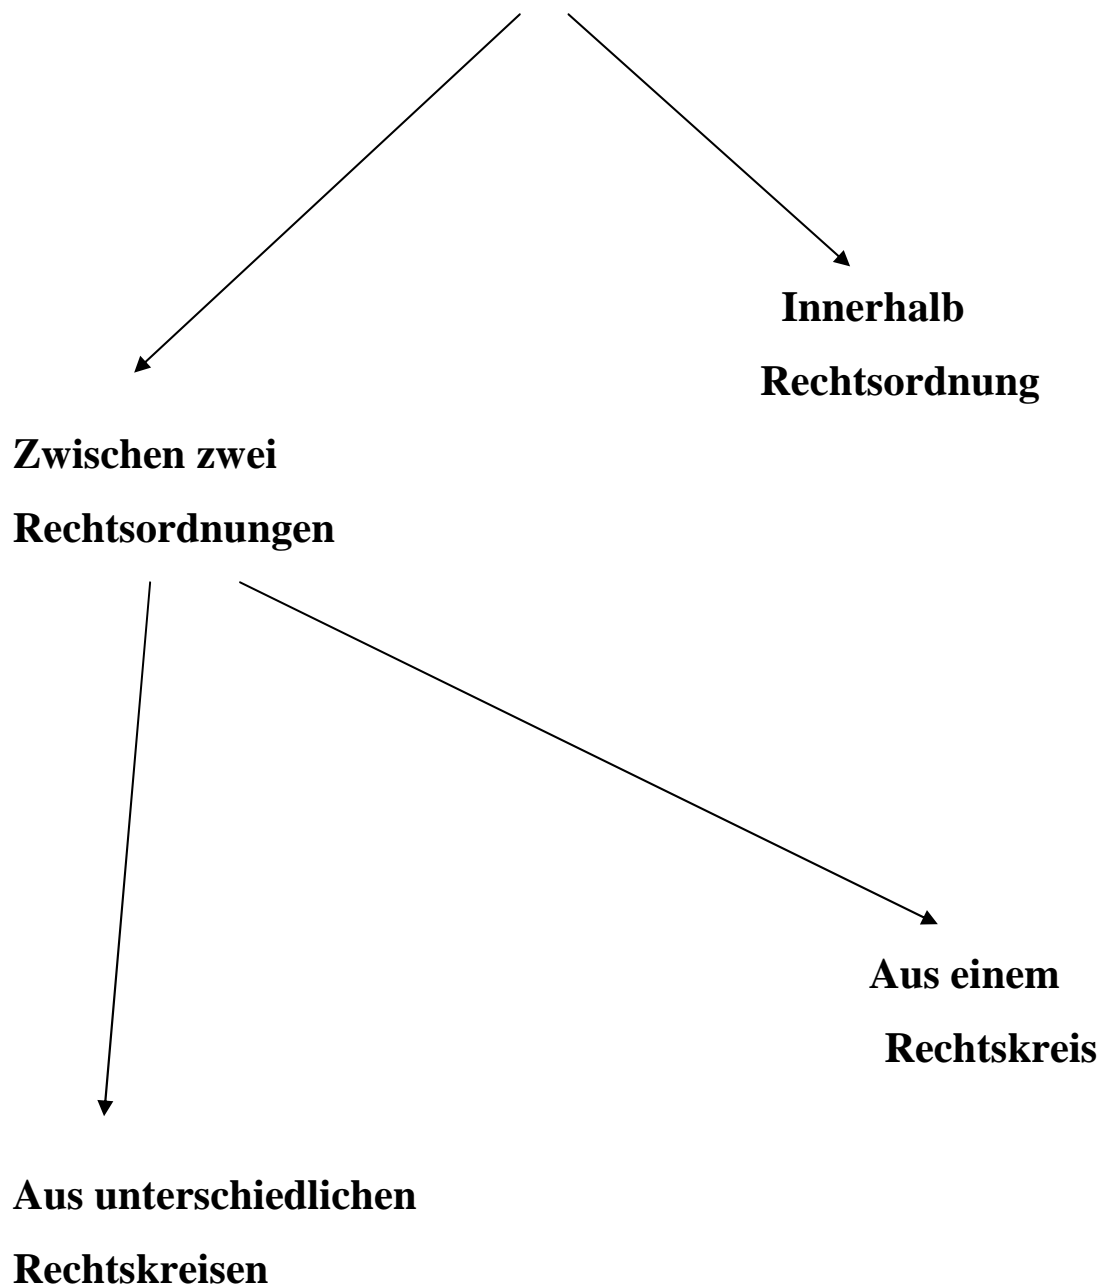 Innerhalb
Rechtsordnung
Zwischen zwei
Rechtsordnungen
Aus einem
Rechtskreis
Aus unterschiedlichen
Rechtskreisen